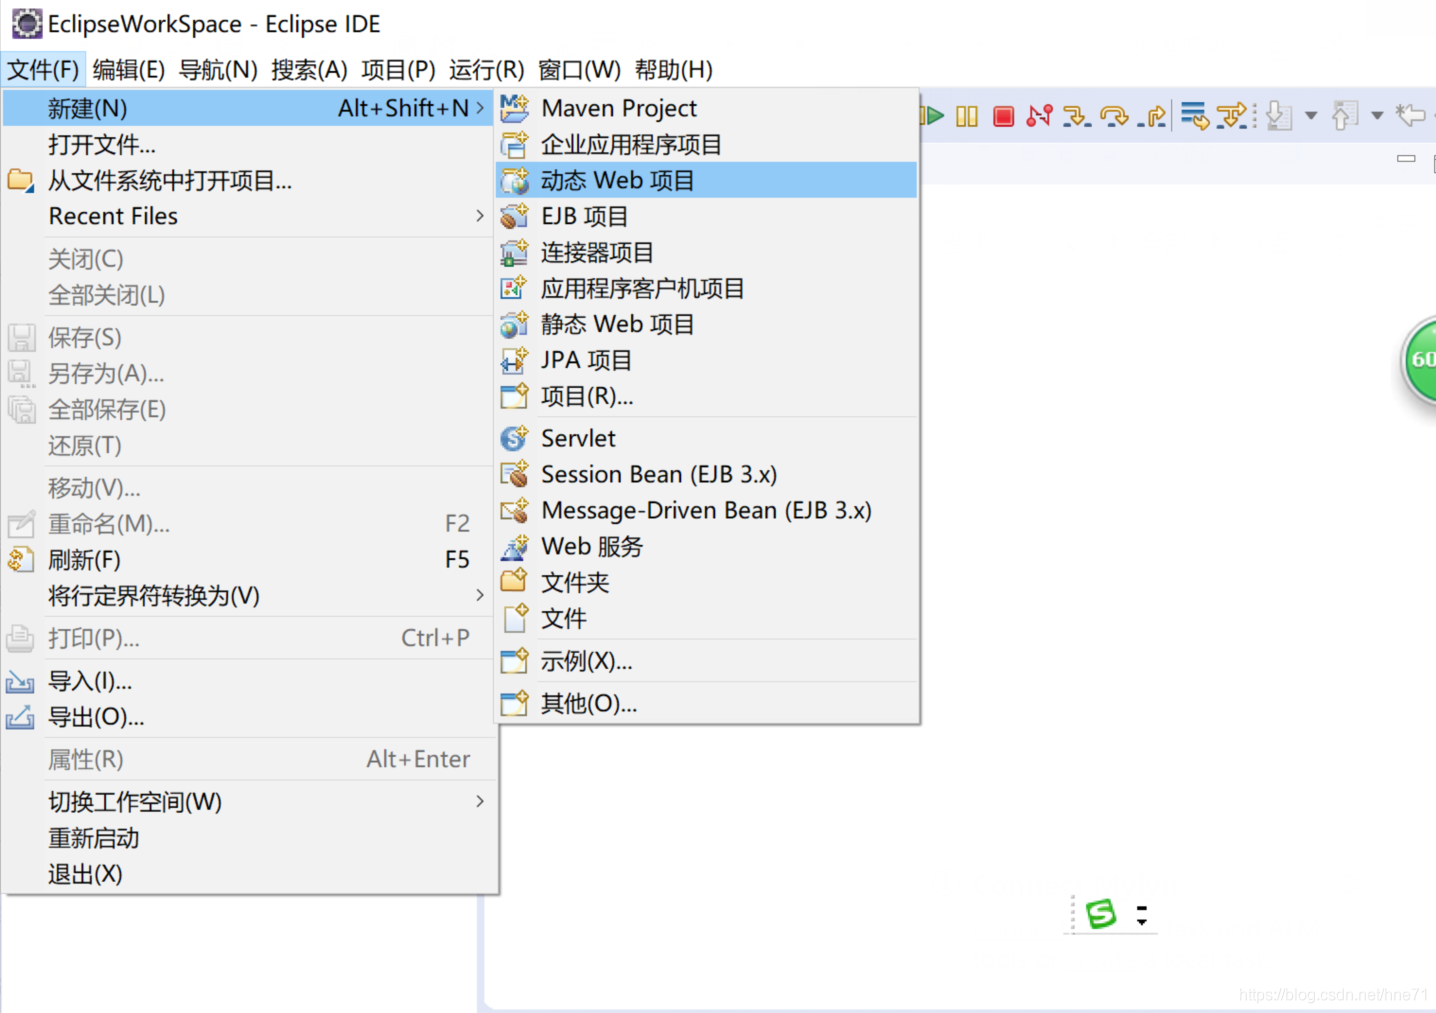 EclipseWorkSpace - Eclipse IDE
文件(F) 编辑(E) 导航(N) 搜索(A) 项目(P) 运行(R) 窗口(W) 帮助(H)
新建(N) Alt+Shift+N
打开文件...
从文件系统中打开项目...
Recent Files
关闭(C)
全部关闭(L)
保存(S)
另存为(A)...
全部保存(E)
还原(T)
移动(V)...
重命名(M)... F2
刷新(F) F5
将行定界符转换为(V)
打印(P)... Ctrl+P
导入(I)...
导出(O)...
属性(R) Alt+Enter
切换工作空间(W)
重新启动
退出(X)
Maven Project
企业应用程序项目
动态 Web 项目
EJB 项目
连接器项目
应用程序客户机项目
静态 Web 项目
JPA 项目
项目(R)...
Servlet
Session Bean (EJB 3.x)
Message-Driven Bean (EJB 3.x)
Web 服务
文件夹
文件
示例(X)...
其他(O)...
60
https://blog.csdn.net/hne71